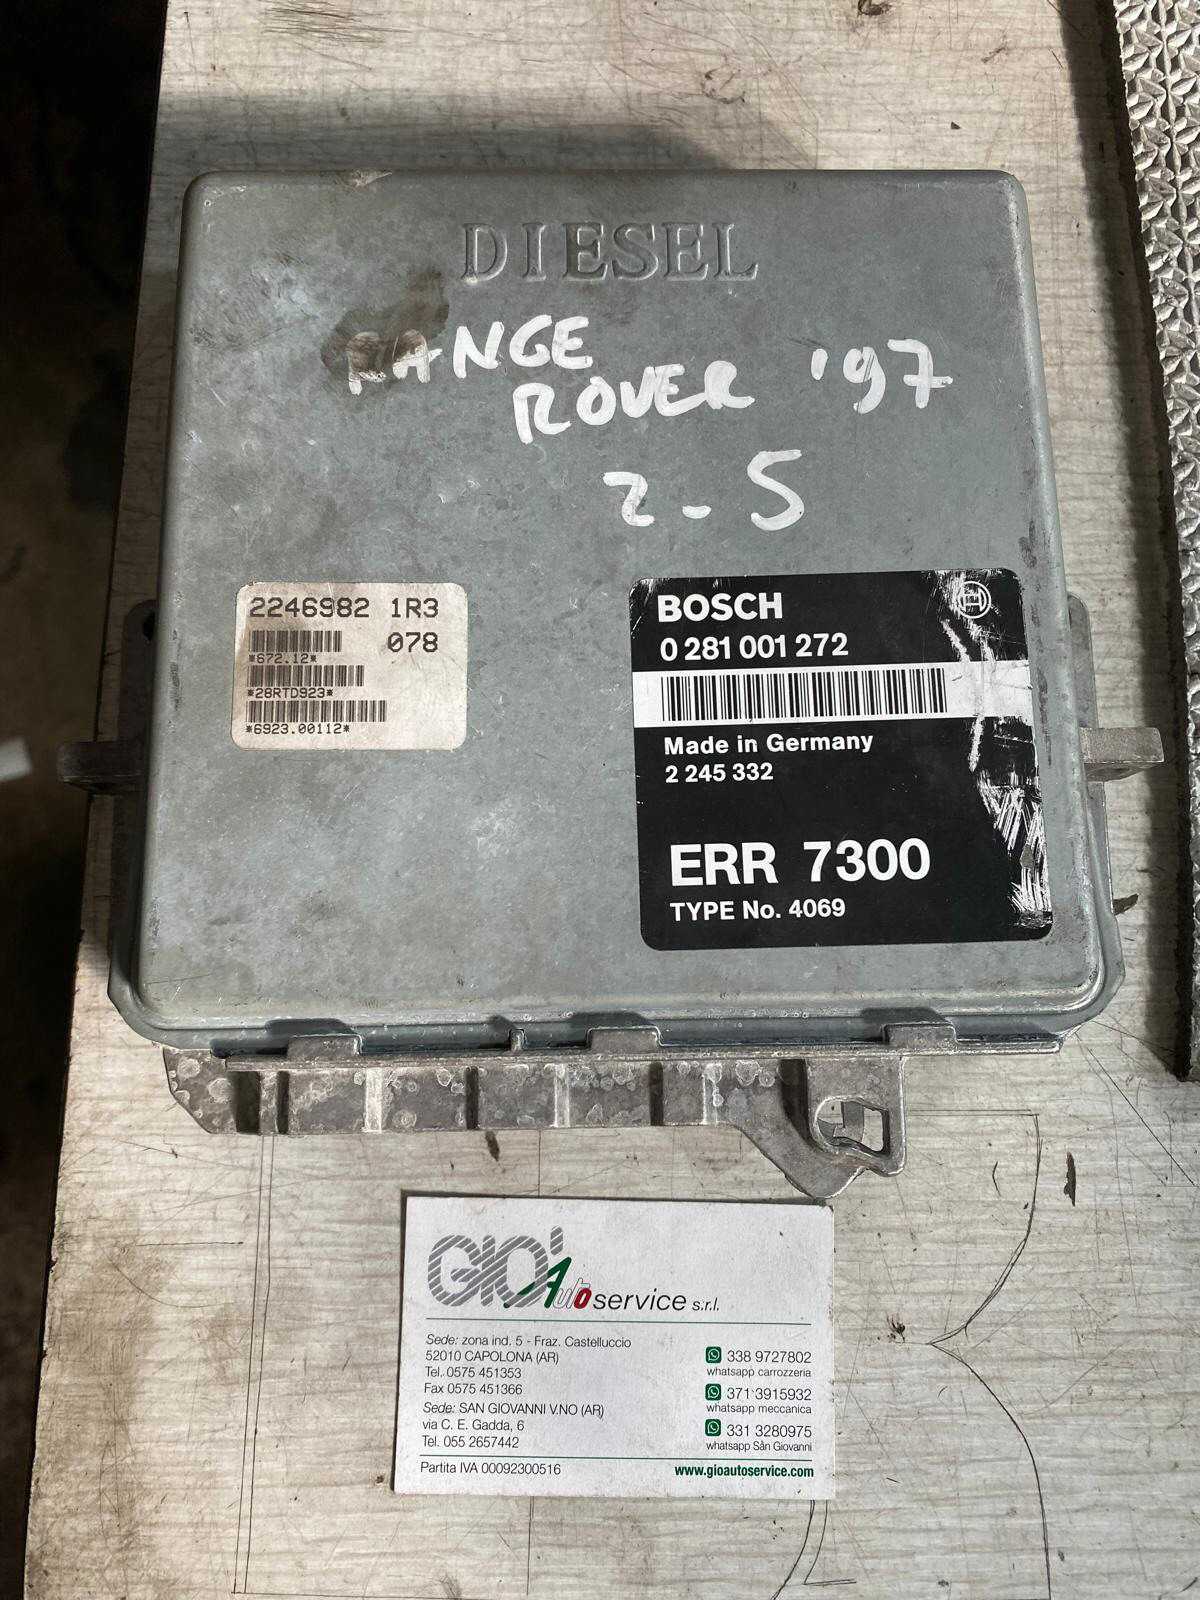 DIESEL
RANGE
ROVER '97
2-5
2246982 1R3
078
*672.12*
*28RTD923*
*6923.00112*
BOSCH
0 281 001 272
Made in Germany
2 245 332
ERR 7300
TYPE No. 4069
GIO' Autoservice s.r.l.
Sede: zona ind. 5 - Fraz. Castelluccio
52010 CAPOLONA (AR)
Tel. 0575 451353
Fax 0575 451366
Sede: SAN GIOVANNI V.NO (AR)
via C. E. Gadda, 6
Tel. 055 2657442
338 9727802
whatsapp carrozzeria
371 3915932
whatsapp meccanica
331 3280975
whatsapp San Giovanni
Partita IVA 00092300516
www.gioautoservice.com